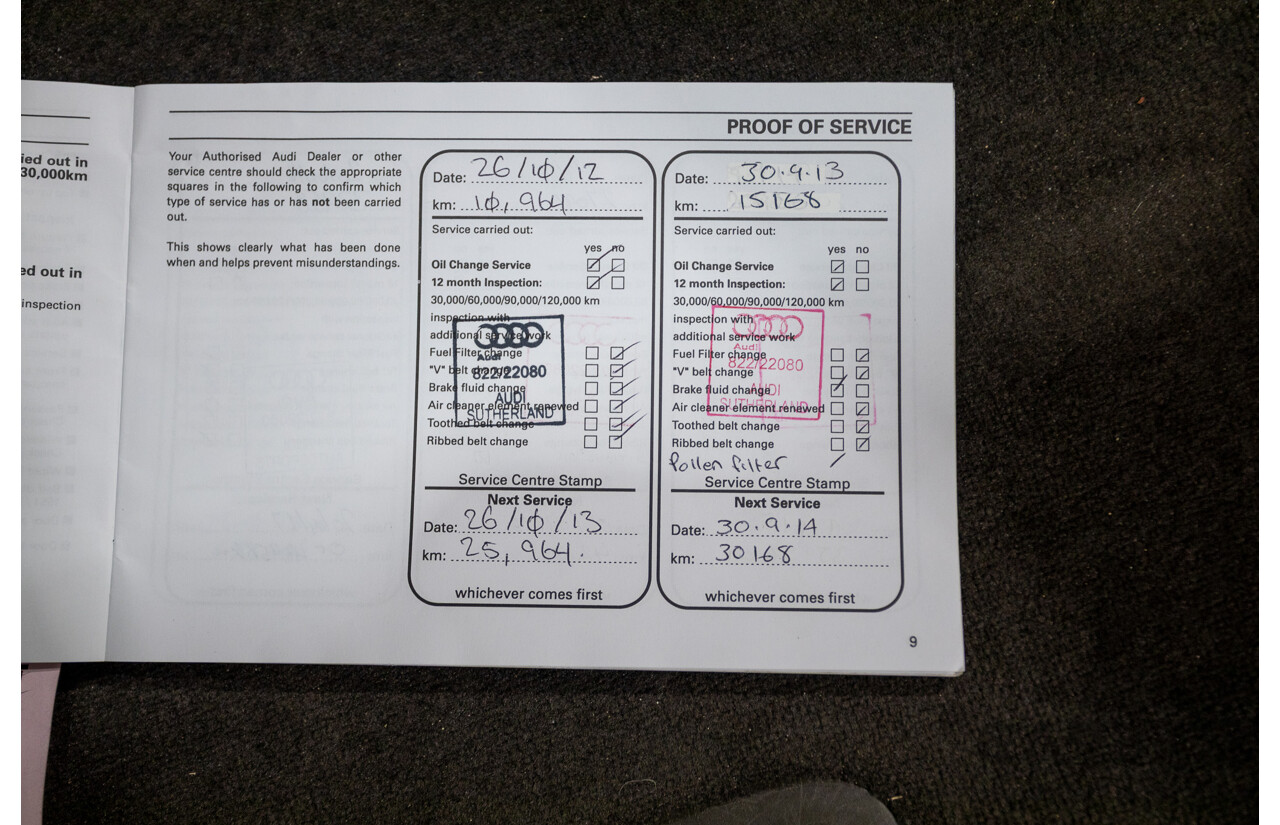 ied out in
30,000km
ed out in
inspection
PROOF OF SERVICE
Your Authorised Audi Dealer or other
service centre should check the appropriate
squares in the following to confirm which
type of service has or has not been carried
out.
This shows clearly what has been done
when and helps prevent misunderstandings.
Date: 26/10/12
km: 10,964
Service carried out:
yes no
Oil Change Service
12 month Inspection:
30,000/60,000/90,000/120,000 km
inspection with
additional service work
Fuel Filter change
"V" belt change
Brake fluid change
Air cleaner element renewed
Toothed belt change
Ribbed belt change
Audi
822/22080
AUDI
SUTHERLAND
Service Centre Stamp
Next Service
Date: 26/10/13
km: 25,964.
whichever comes first
Date: 30.9.13
km: 15168
Service carried out:
yes no
Oil Change Service
12 month Inspection:
30,000/60,000/90,000/120,000 km
inspection with
additional service work
Fuel Filter change
"V" belt change
Brake fluid change
Air cleaner element renewed
Toothed belt change
Ribbed belt change
Audi
822/22080
AUDI
SUTHERLAND
Pollen filter
Service Centre Stamp
Next Service
Date: 30.9.14
km: 30168
whichever comes first
9